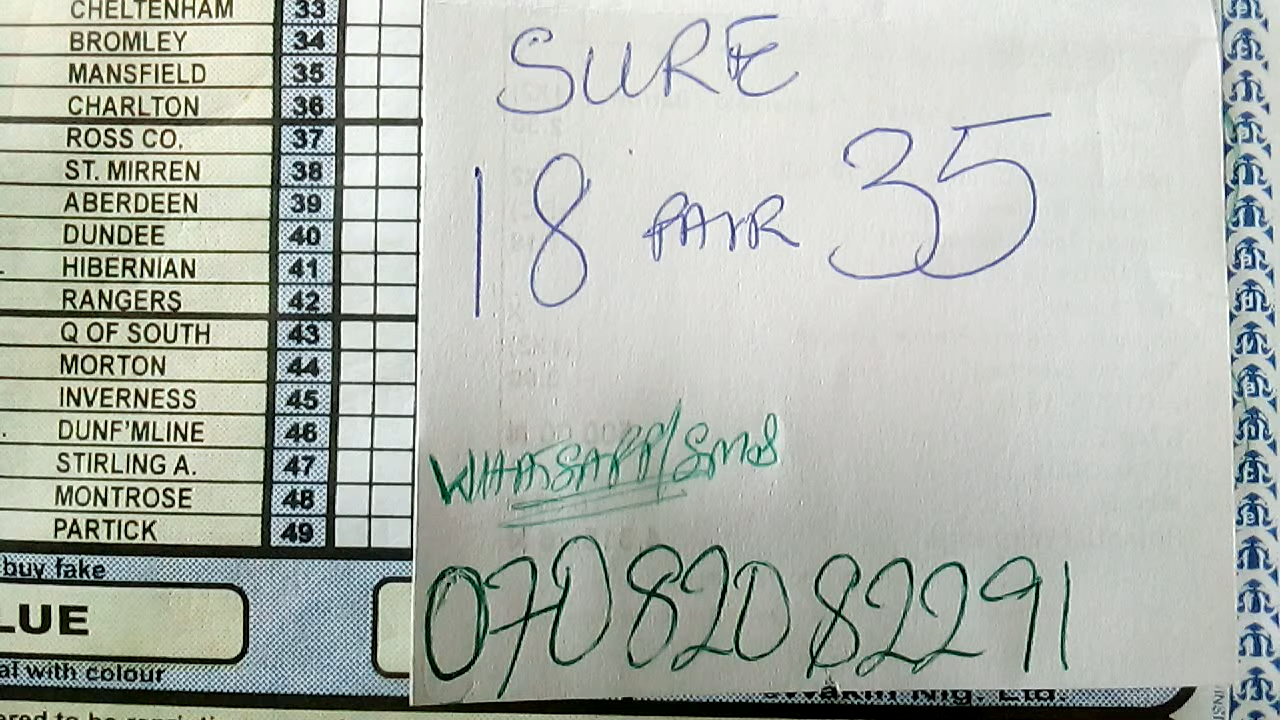 CHELTENHAM 33
BROMLEY 34
MANSFIELD 35
CHARLTON 36
ROSS CO. 37
ST. MIRREN 38
ABERDEEN 39
DUNDEE 40
HIBERNIAN 41
RANGERS 42
Q OF SOUTH 43
MORTON 44
INVERNESS 45
DUNF'MLINE 46
STIRLING A. 47
MONTROSE 48
PARTICK 49
buy fake
LUE
al with colour
SURE
18 PAIR 35
WHATSAPP/SMS
07082082291
Nig. Ltd.